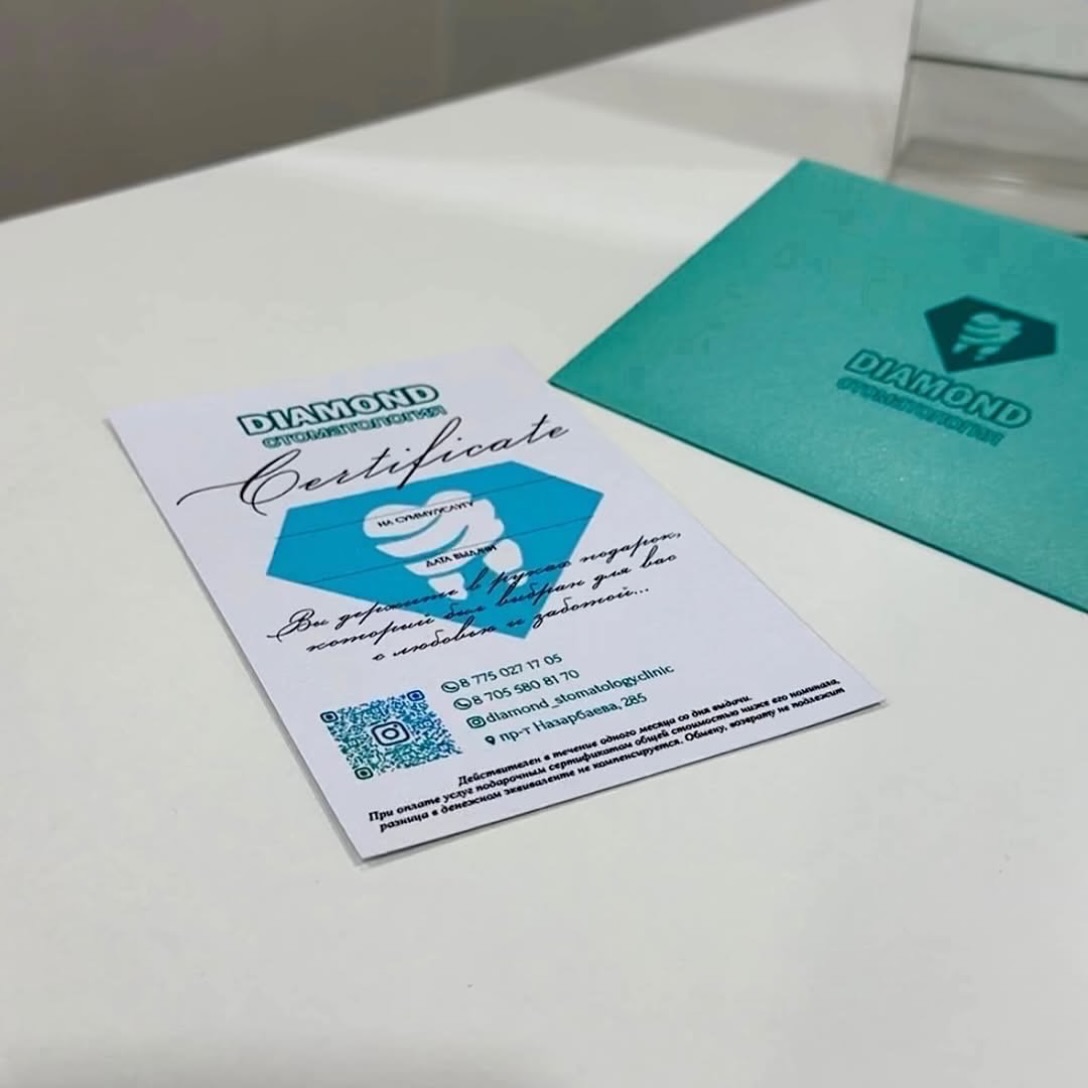 DIAMOND
СТОМАТОЛОГИЯ
Certificate
НА СУММУ/УСЛУГУ
ДАТА ВЫДАЧИ
Вы держите в руках подарок,
который был выбран для вас
с любовью и заботой...
8 775 027 17 05
8 705 580 81 70
diamond_stomatology.clinic
пр-т Назарбаева, 285
Действителен в течение одного месяца со дня выдачи.
При оплате услуг подарочным сертификатом общей стоимостью ниже его номинала,
разница в денежном эквиваленте не компенсируется. Обмену, возврату не подлежит
DIAMOND
СТОМАТОЛОГИЯ